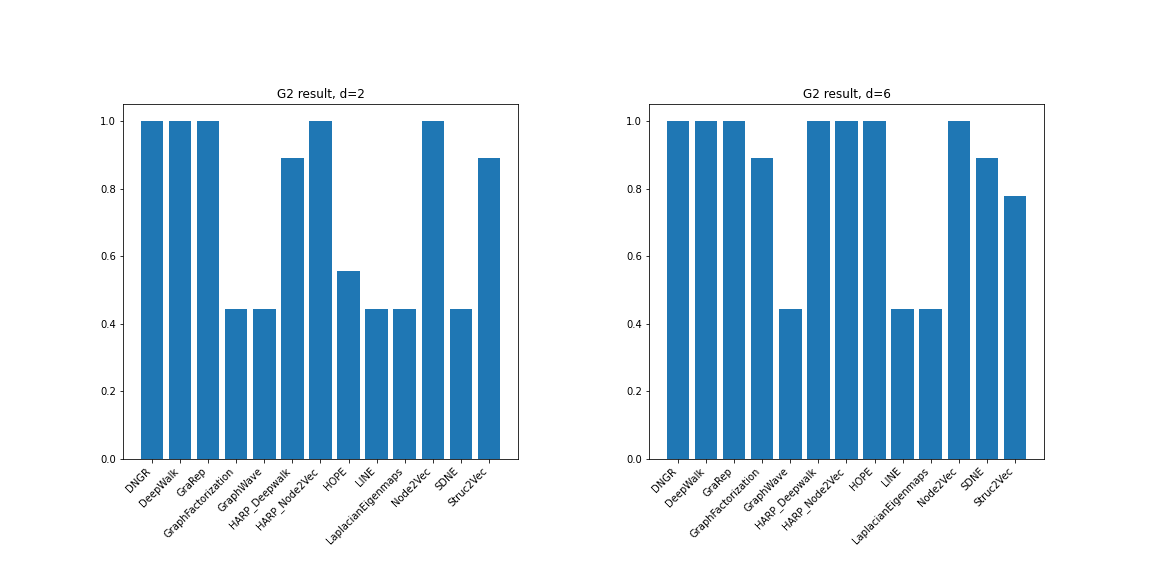 G2 result, d=2
1.0
0.8
0.6
0.4
0.2
0.0
DNGR
DeepWalk
GraRep
GraphFactorization
GraphWave
HARP_Deepwalk
HARP_Node2Vec
HOPE
LINE
LaplacianEigenmaps
Node2Vec
SDNE
Struc2Vec
G2 result, d=6
1.0
0.8
0.6
0.4
0.2
0.0
DNGR
DeepWalk
GraRep
GraphFactorization
GraphWave
HARP_Deepwalk
HARP_Node2Vec
HOPE
LINE
LaplacianEigenmaps
Node2Vec
SDNE
Struc2Vec